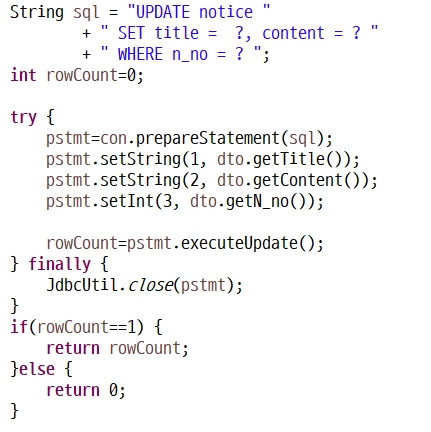 String sql = "UPDATE notice "
        + " SET title =  ?, content = ? "
        + " WHERE n_no = ? ";
int rowCount=0;

try {
    pstmt=con.prepareStatement(sql);
    pstmt.setString(1, dto.getTitle());
    pstmt.setString(2, dto.getContent());
    pstmt.setInt(3, dto.getN_no());

    rowCount=pstmt.executeUpdate();
} finally {
    JdbcUtil.close(pstmt);
}
if(rowCount==1) {
    return rowCount;
}else {
    return 0;
}